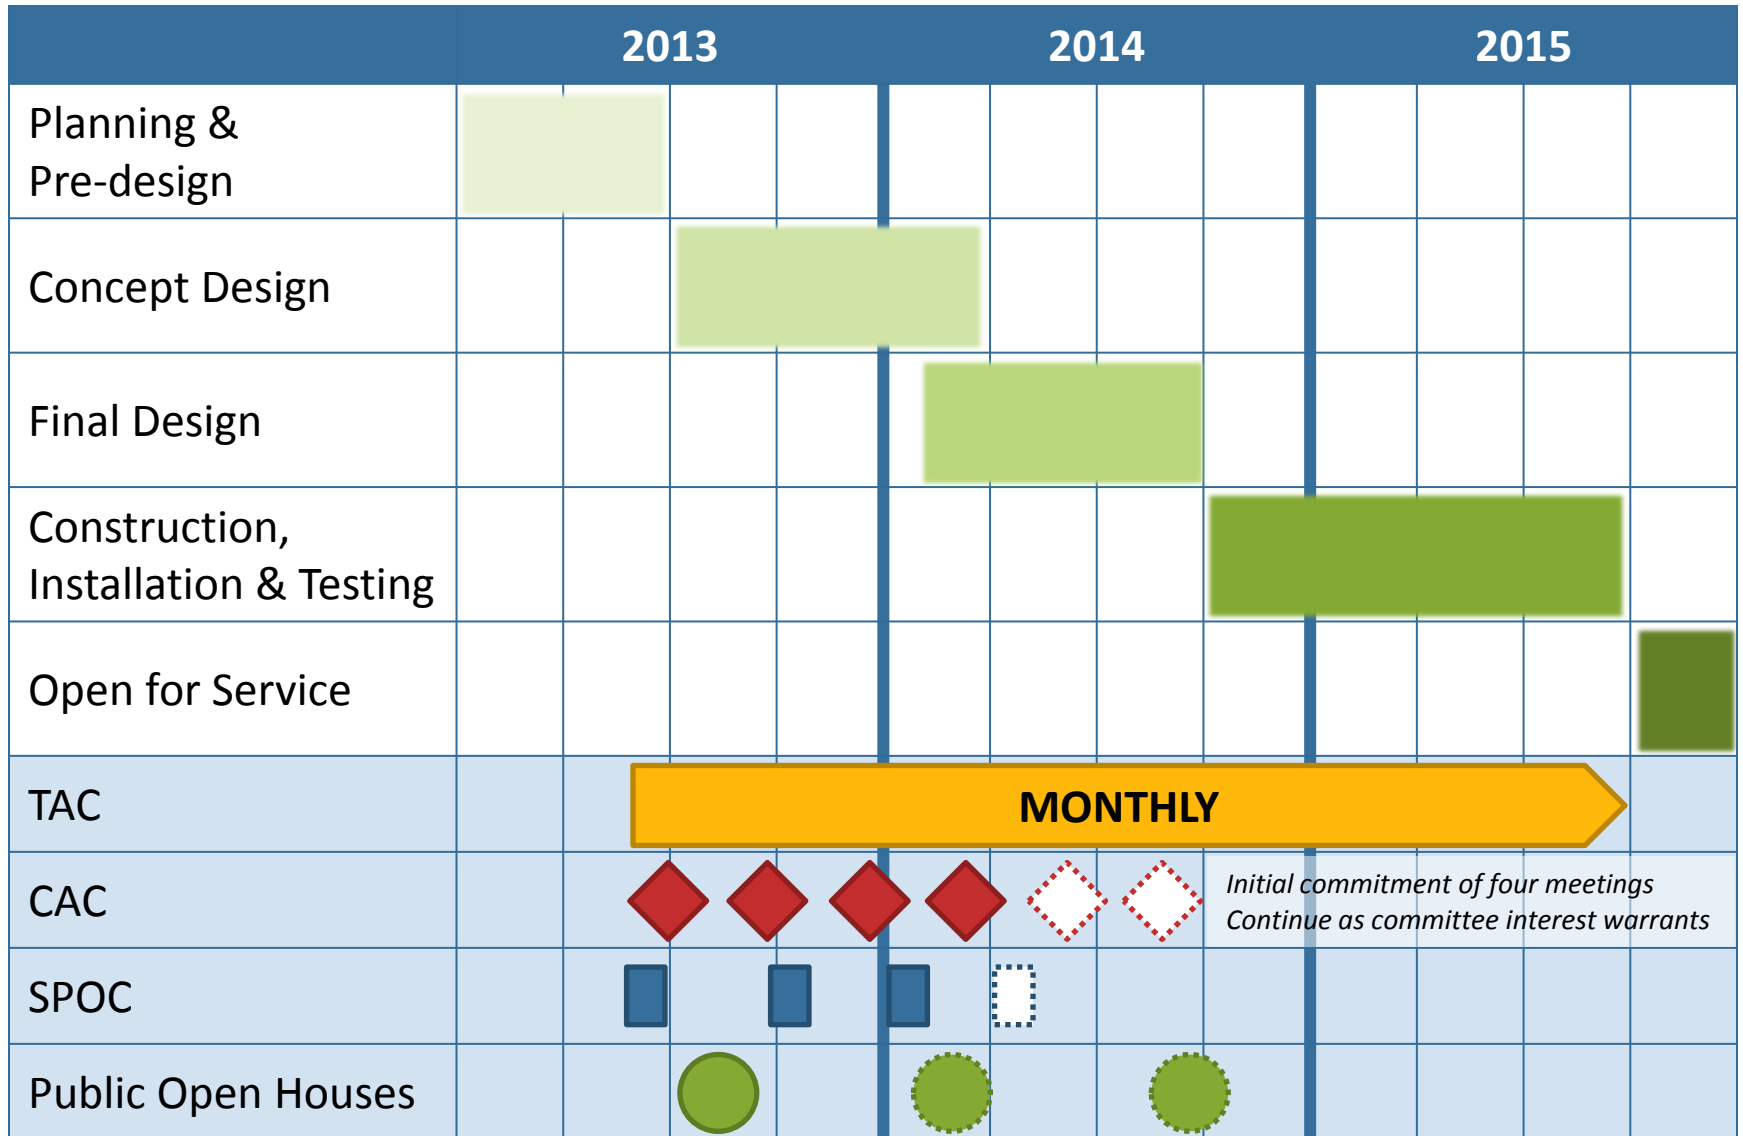 2013 2014 2015
Planning &
Pre-design
Concept Design
Final Design
Construction,
Installation & Testing
Open for Service
TAC
MONTHLY
CAC
Initial commitment of four meetings
Continue as committee interest warrants
SPOC
Public Open Houses